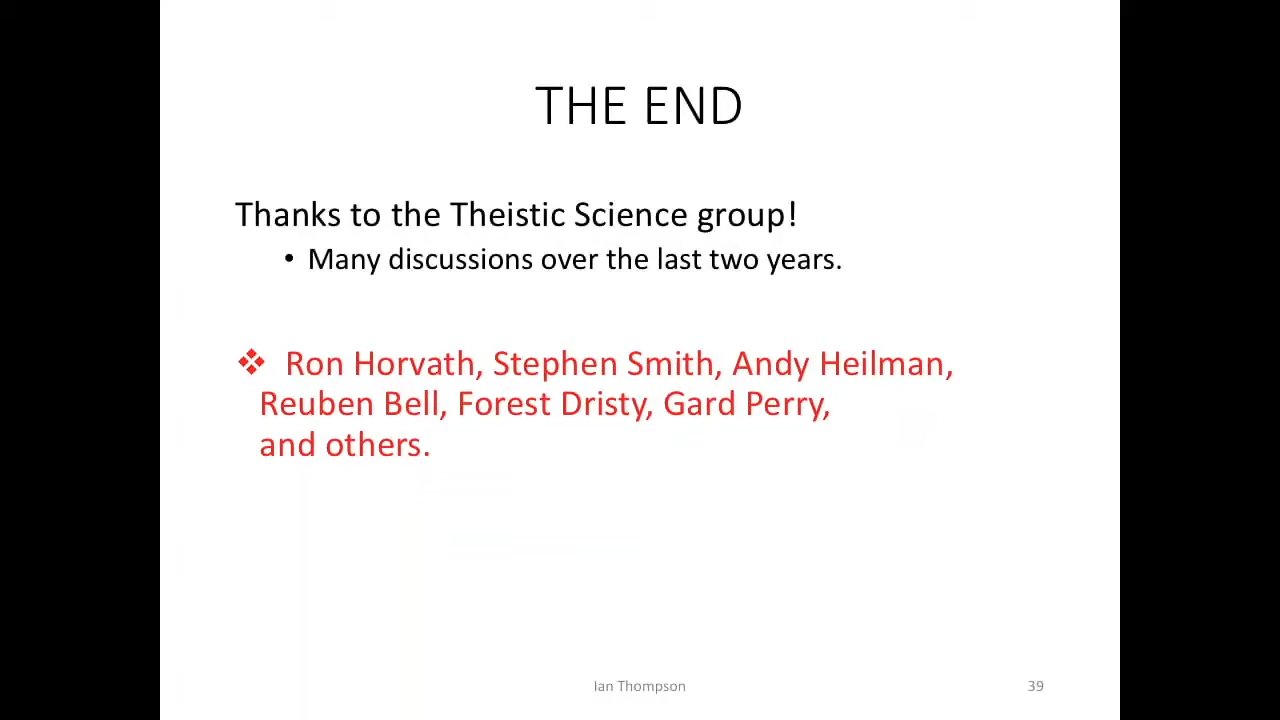 THE END
Thanks to the Theistic Science group!
• Many discussions over the last two years.
❖ Ron Horvath, Stephen Smith, Andy Heilman,
Reuben Bell, Forest Dristy, Gard Perry,
and others.
Ian Thompson
39